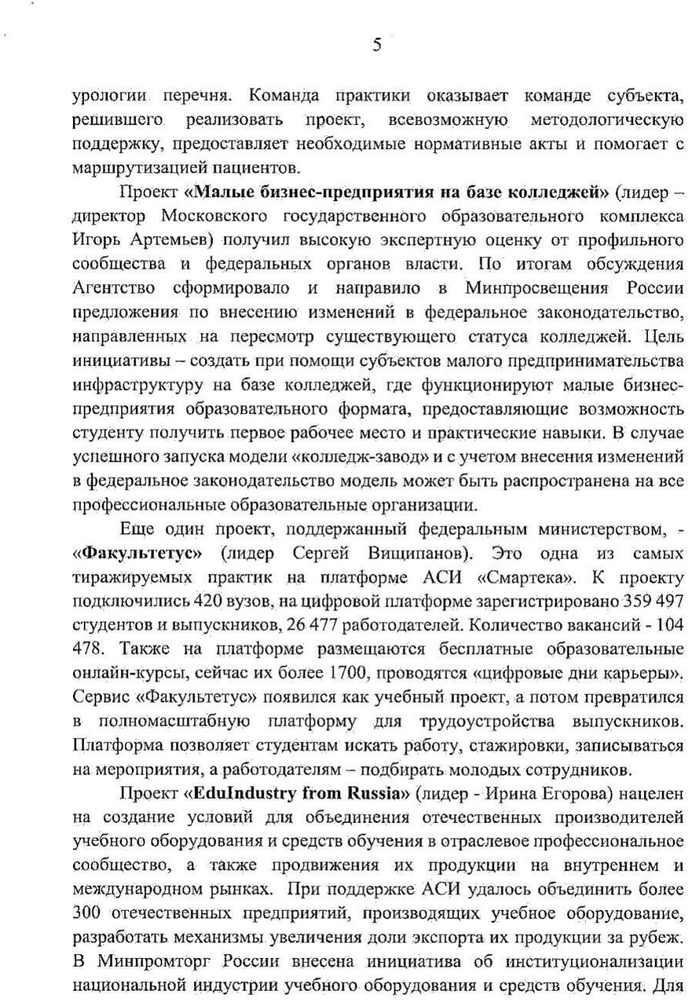 5
урологии перечня. Команда практики оказывает команде субъекта,
решившего реализовать проект, всевозможную методологическую
поддержку, предоставляет необходимые нормативные акты и помогает с
маршрутизацией пациентов.
Проект «Малые бизнес-предприятия на базе колледжей» (лидер –
директор Московского государственного образовательного комплекса
Игорь Артемьев) получил высокую экспертную оценку от профильного
сообщества и федеральных органов власти. По итогам обсуждения
Агентство сформировало и направило в Минпросвещения России
предложения по внесению изменений в федеральное законодательство,
направленных на пересмотр существующего статуса колледжей. Цель
инициативы – создать при помощи субъектов малого предпринимательства
инфраструктуру на базе колледжей, где функционируют малые бизнес-
предприятия образовательного формата, предоставляющие возможность
студенту получить первое рабочее место и практические навыки. В случае
успешного запуска модели «колледж-завод» и с учетом внесения изменений
в федеральное законодательство модель может быть распространена на все
профессиональные образовательные организации.
Еще один проект, поддержанный федеральным министерством, -
«Факультетус» (лидер Сергей Вищипанов). Это одна из самых
тиражируемых практик на платформе АСИ «Смартека». К проекту
подключились 420 вузов, на цифровой платформе зарегистрировано 359 497
студентов и выпускников, 26 477 работодателей. Количество вакансий - 104
478. Также на платформе размещаются бесплатные образовательные
онлайн-курсы, сейчас их более 1700, проводятся «цифровые дни карьеры».
Сервис «Факультетус» появился как учебный проект, а потом превратился
в полномасштабную платформу для трудоустройства выпускников.
Платформа позволяет студентам искать работу, стажировки, записываться
на мероприятия, а работодателям – подбирать молодых сотрудников.
Проект «EduIndustry from Russia» (лидер - Ирина Егорова) нацелен
на создание условий для объединения отечественных производителей
учебного оборудования и средств обучения в отраслевое профессиональное
сообщество, а также продвижения их продукции на внутреннем и
международном рынках. При поддержке АСИ удалось объединить более
300 отечественных предприятий, производящих учебное оборудование,
разработать механизмы увеличения доли экспорта их продукции за рубеж.
В Минпромторг России внесена инициатива об институционализации
национальной индустрии учебного оборудования и средств обучения. Для